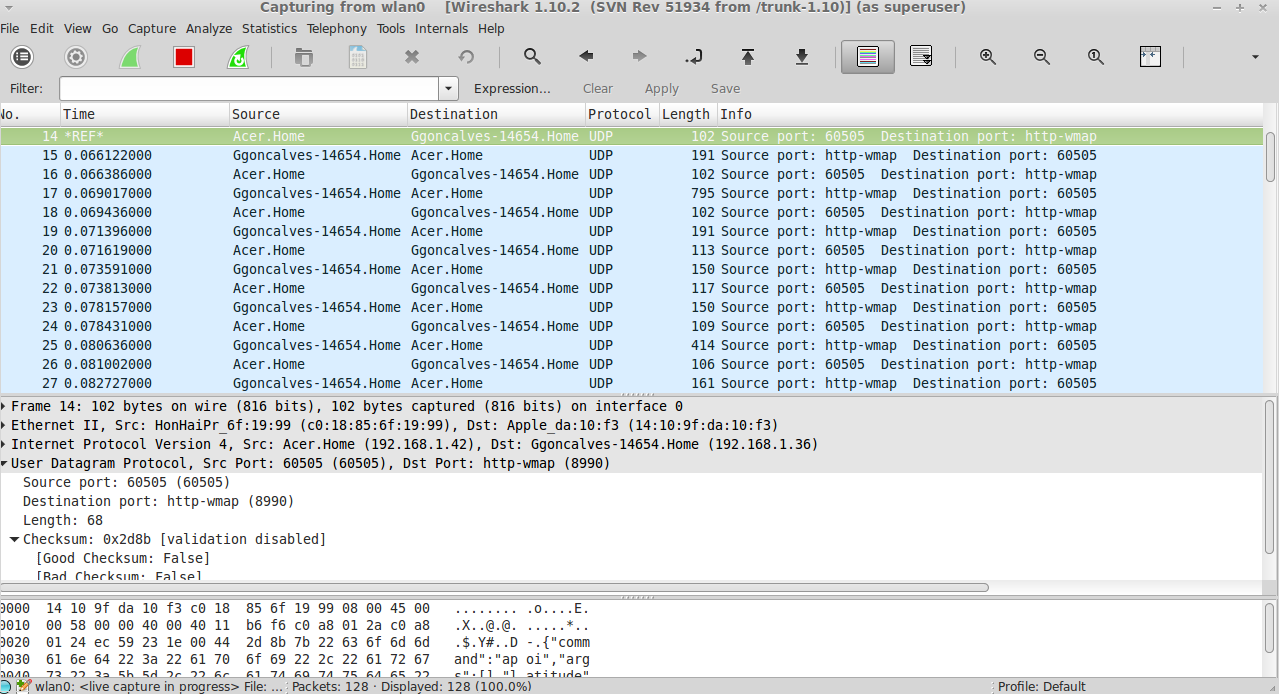 Capturing from wlan0 [Wireshark 1.10.2 (SVN Rev 51934 from /trunk-1.10)] (as superuser)
File Edit View Go Capture Analyze Statistics Telephony Tools Internals Help
Filter: Expression... Clear Apply Save
No. Time Source Destination Protocol Length Info
14 *REF* Acer.Home Ggoncalves-14654.Home UDP 102 Source port: 60505 Destination port: http-wmap
15 0.066122000 Ggoncalves-14654.Home Acer.Home UDP 191 Source port: http-wmap Destination port: 60505
16 0.066386000 Acer.Home Ggoncalves-14654.Home UDP 102 Source port: 60505 Destination port: http-wmap
17 0.069017000 Ggoncalves-14654.Home Acer.Home UDP 795 Source port: http-wmap Destination port: 60505
18 0.069436000 Acer.Home Ggoncalves-14654.Home UDP 102 Source port: 60505 Destination port: http-wmap
19 0.071396000 Ggoncalves-14654.Home Acer.Home UDP 191 Source port: http-wmap Destination port: 60505
20 0.071619000 Acer.Home Ggoncalves-14654.Home UDP 113 Source port: 60505 Destination port: http-wmap
21 0.073591000 Ggoncalves-14654.Home Acer.Home UDP 150 Source port: http-wmap Destination port: 60505
22 0.073813000 Acer.Home Ggoncalves-14654.Home UDP 117 Source port: 60505 Destination port: http-wmap
23 0.078157000 Ggoncalves-14654.Home Acer.Home UDP 150 Source port: http-wmap Destination port: 60505
24 0.078431000 Acer.Home Ggoncalves-14654.Home UDP 109 Source port: 60505 Destination port: http-wmap
25 0.080636000 Ggoncalves-14654.Home Acer.Home UDP 414 Source port: http-wmap Destination port: 60505
26 0.081002000 Acer.Home Ggoncalves-14654.Home UDP 106 Source port: 60505 Destination port: http-wmap
27 0.082727000 Ggoncalves-14654.Home Acer.Home UDP 161 Source port: http-wmap Destination port: 60505
Frame 14: 102 bytes on wire (816 bits), 102 bytes captured (816 bits) on interface 0
Ethernet II, Src: HonHaiPr_6f:19:99 (c0:18:85:6f:19:99), Dst: Apple_da:10:f3 (14:10:9f:da:10:f3)
Internet Protocol Version 4, Src: Acer.Home (192.168.1.42), Dst: Ggoncalves-14654.Home (192.168.1.36)
User Datagram Protocol, Src Port: 60505 (60505), Dst Port: http-wmap (8990)
Source port: 60505 (60505)
Destination port: http-wmap (8990)
Length: 68
Checksum: 0x2d8b [validation disabled]
[Good Checksum: False]
[Bad Checksum: False]
0000 14 10 9f da 10 f3 c0 18 85 6f 19 99 08 00 45 00 ........ .o....E.
0010 00 58 00 00 40 00 40 11 b6 f6 c0 a8 01 2a c0 a8 .X..@.@. .....*..
0020 01 24 ec 59 23 1e 00 44 2d 8b 7b 22 63 6f 6d 6d .$.Y#..D -.{"comm
0030 61 6e 64 22 3a 22 61 70 6f 69 22 2c 22 61 72 67 and":"ap oi","arg
0040 73 22 3a 5b 5d 2c 22 6c 61 74 69 74 75 64 65 22 s":[],"l atitude"
wlan0: <live capture in progress> File: ... Packets: 128 · Displayed: 128 (100.0%) Profile: Default